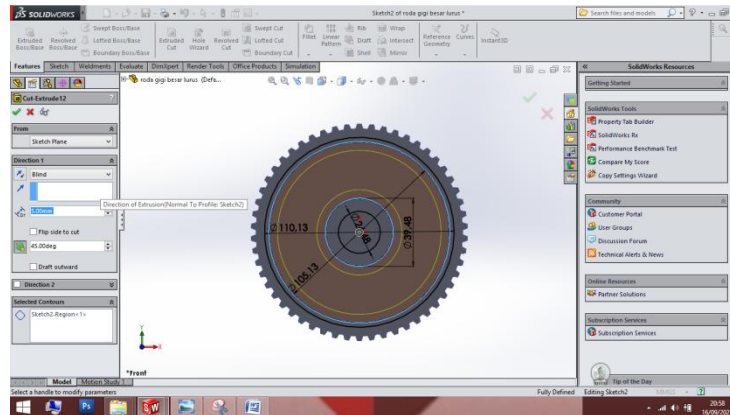 SOLIDWORKS
Sketch2 of roda gigi besar lurus *
Search files and models
Extruded Boss/Base
Revolved Boss/Base
Swept Boss/Base
Lofted Boss/Base
Boundary Boss/Base
Extruded Cut
Hole Wizard
Revolved Cut
Swept Cut
Lofted Cut
Boundary Cut
Fillet
Linear Pattern
Rib
Draft
Shell
Wrap
Intersect
Mirror
Reference Geometry
Curves
Instant3D
Features Sketch Weldments Evaluate DimXpert Render Tools Office Products Simulation
roda gigi besar lurus (Defa...
Cut-Extrude12
From
Sketch Plane
Direction 1
Blind
Direction of Extrusion(Normal To Profile: Sketch2)
5.00mm
Flip side to cut
45.00deg
Draft outward
Direction 2
Selected Contours
Sketch2-Region<1>
Ø110,13
Ø105,13
Ø39,48
Y
*Front
SolidWorks Resources
Getting Started
SolidWorks Tools
Property Tab Builder
SolidWorks Rx
Performance Benchmark Test
Compare My Score
Copy Settings Wizard
Community
Customer Portal
User Groups
Discussion Forum
Technical Alerts & News
Online Resources
Partner Solutions
Subscription Services
Subscription Services
Tip of the Day
Model Motion Study 1
Select a handle to modify parameters
Fully Defined
Editing Sketch2
MMGS
20:58
16/09/202